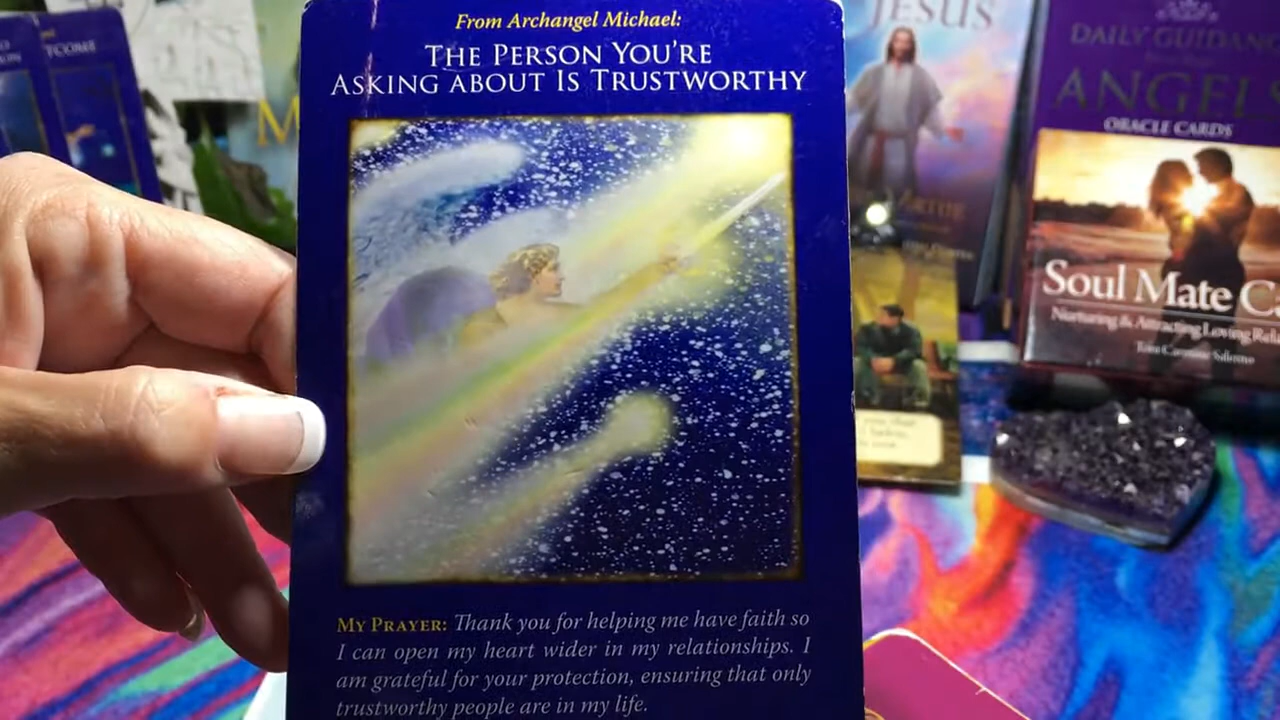 From Archangel Michael:
THE PERSON YOU'RE
ASKING ABOUT IS TRUSTWORTHY
MY PRAYER: Thank you for helping me have faith so
I can open my heart wider in my relationships. I
am grateful for your protection, ensuring that only
trustworthy people are in my life.
JESUS
DAILY GUIDANC
ANGELS
ORACLE CARDS
Soul Mate C
Nurturing & Attracting Loving Rela